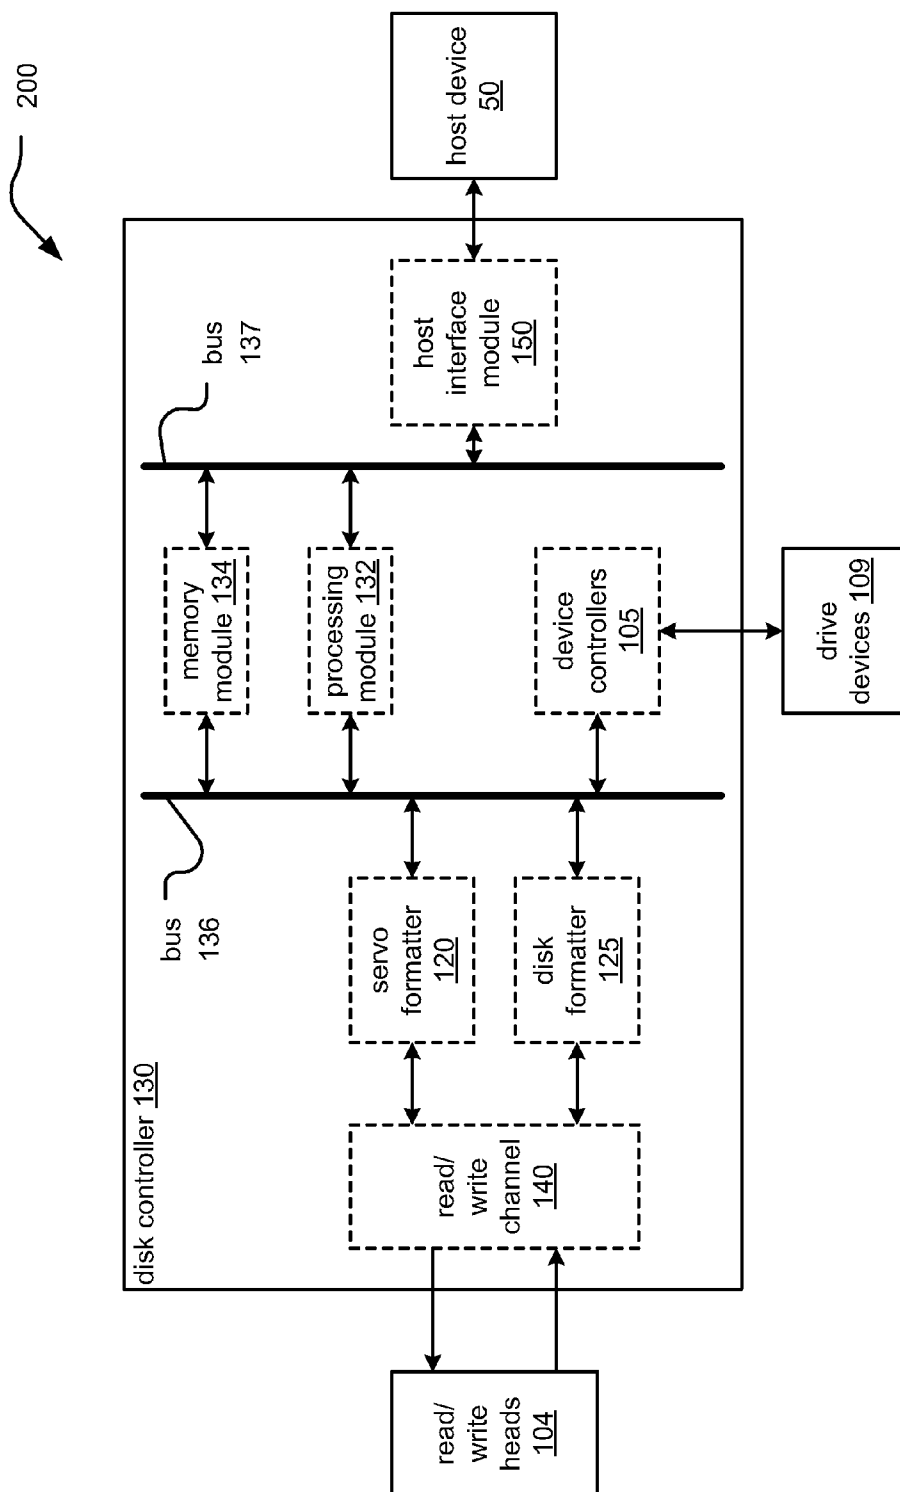 200
disk controller 130
bus
136
bus
137
read/
write
heads
104
read/
write
channel
140
servo
formatter
120
disk
formatter
125
memory
module 134
processing
module 132
device
controllers
105
host
interface
module
150
host device
50
drive
devices 109